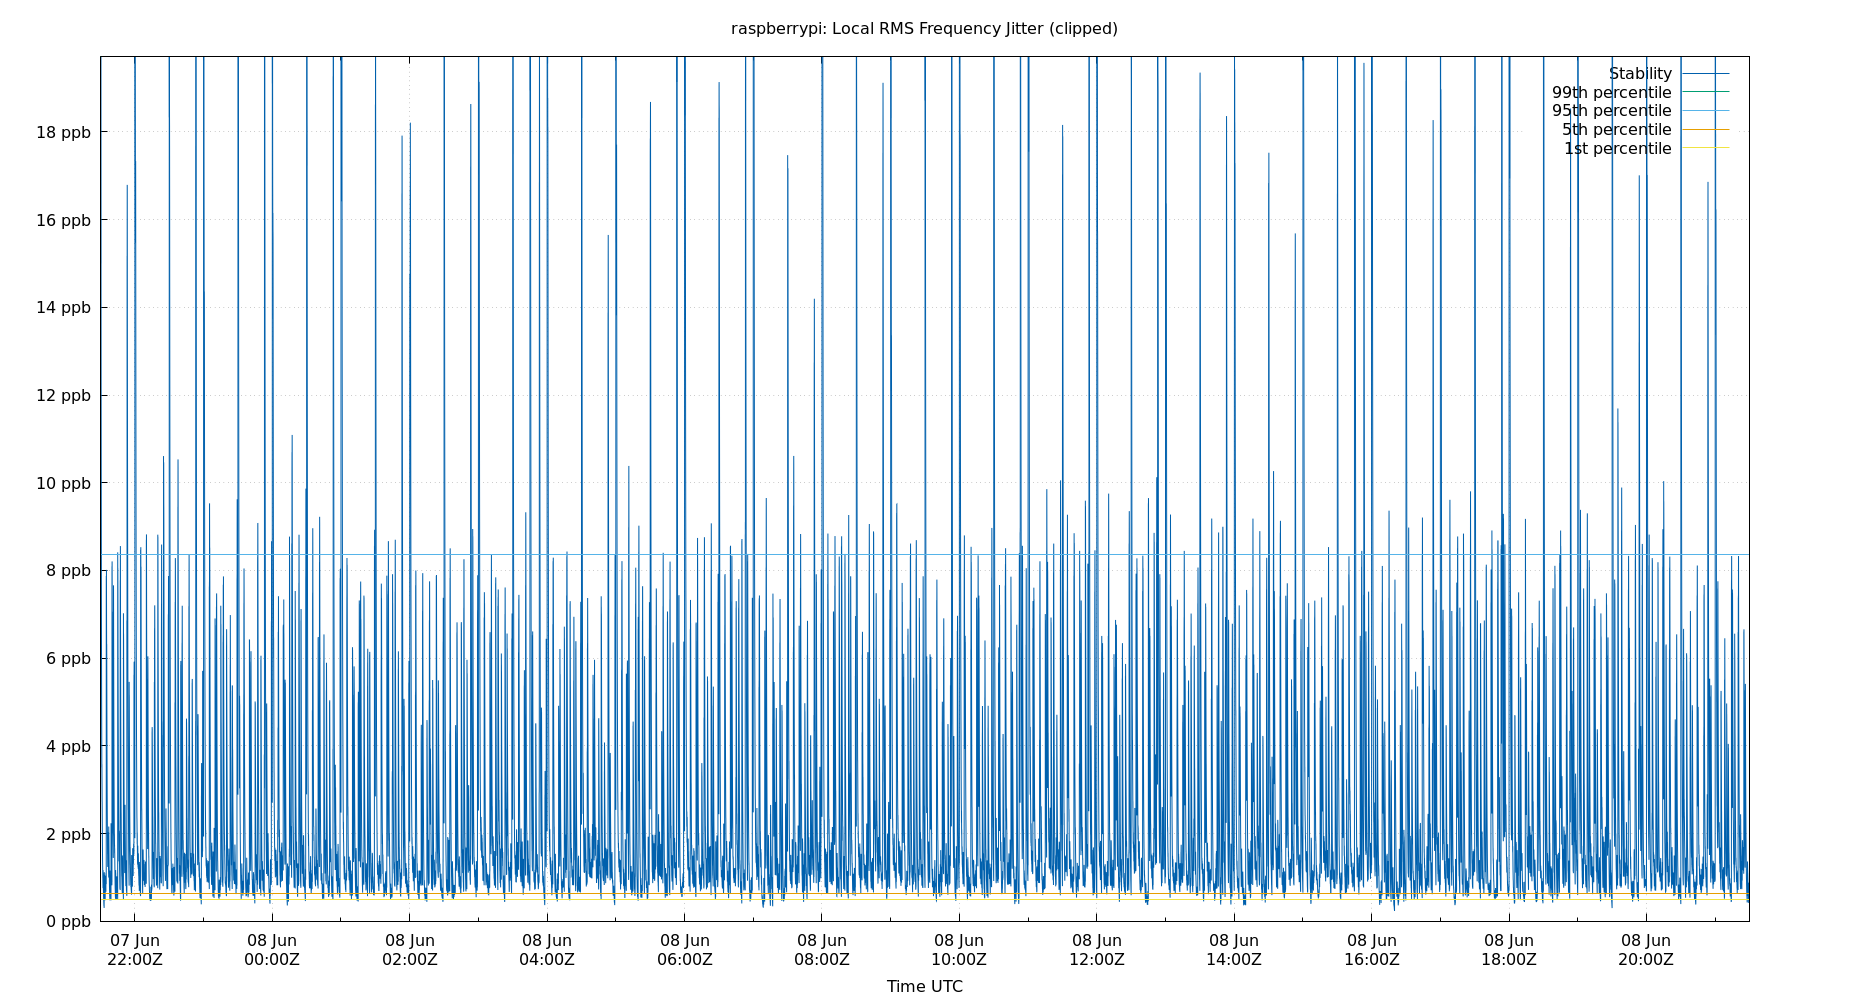 raspberrypi: Local RMS Frequency Jitter (clipped)
Stability
99th percentile
95th percentile
5th percentile
1st percentile
18 ppb
16 ppb
14 ppb
12 ppb
10 ppb
8 ppb
6 ppb
4 ppb
2 ppb
0 ppb
07 Jun 08 Jun 08 Jun 08 Jun 08 Jun 08 Jun 08 Jun 08 Jun 08 Jun 08 Jun 08 Jun 08 Jun
22:00Z 00:00Z 02:00Z 04:00Z 06:00Z 08:00Z 10:00Z 12:00Z 14:00Z 16:00Z 18:00Z 20:00Z
Time UTC